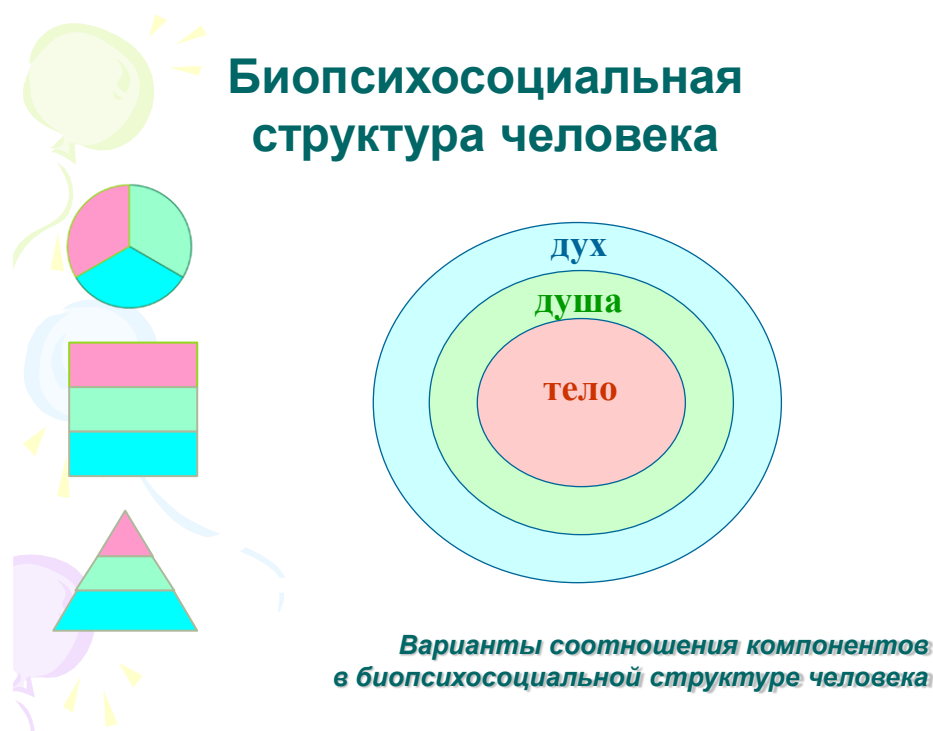 Биопсихосоциальная
структура человека
дух
душа
тело
Варианты соотношения компонентов
в биопсихосоциальной структуре человека